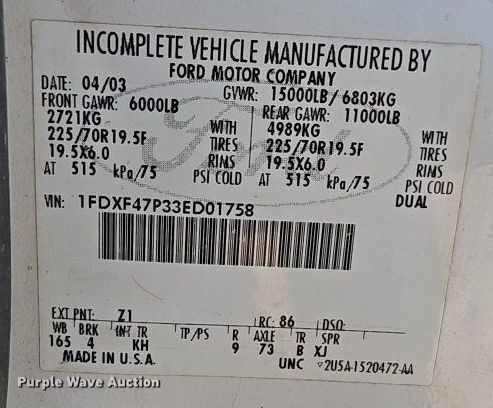 INCOMPLETE VEHICLE MANUFACTURED BY
FORD MOTOR COMPANY
DATE: 04/03 GVWR: 15000LB/ 6803KG
FRONT GAWR: 6000LB REAR GAWR: 11000LB
2721KG WITH 4989KG WITH
225/70R19.5F TIRES 225/70R19.5F TIRES
19.5X6.0 RIMS 19.5X6.0 RIMS
AT 515 kPa/75 PSI COLD AT 515 kPa/75 PSI COLD
DUAL
VIN: 1FDXF47P33ED01758
Ford
EXT PNT: Z1 RC: 86 DSO:
WB BRK INT TR TP/PS R AXLE TR SPR
165 4 KH 9 73 B XJ
MADE IN U.S.A. UNC 2U5A-1520472-AA
Purple Wave Auction